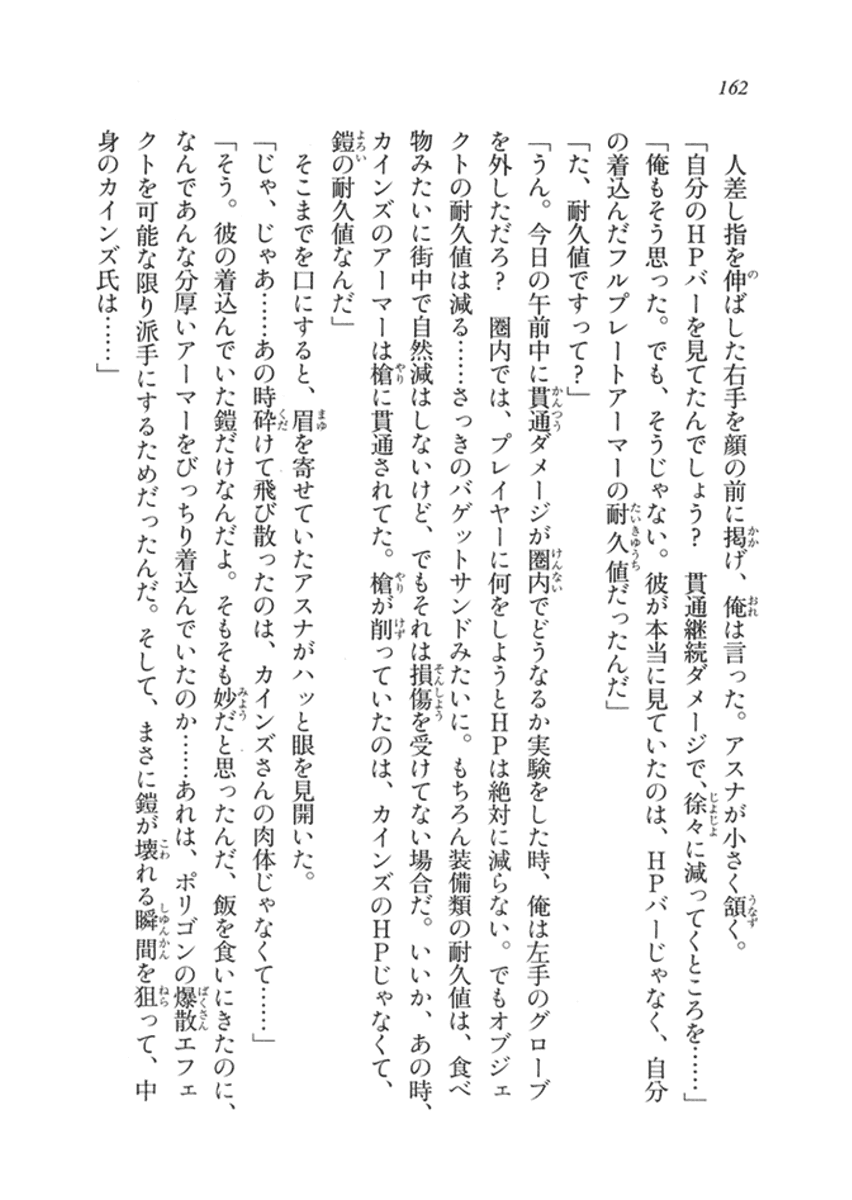 162
人差し指を伸ばした右手を顔の前に掲げ、俺は言った。アスナが小さく頷く。
「自分のHPバーを見てたんでしょう？　貫通継続ダメージで、徐々に減ってくところを……」
「俺もそう思った。でも、そうじゃない。彼が本当に見ていたのは、HPバーじゃなく、自分
の着込んだフルプレートアーマーの耐久値だったんだ」
「た、耐久値ですって？」
「うん。今日の午前中に貫通ダメージが圏内でどうなるか実験をした時、俺は左手のグローブ
を外しただろ？　圏内では、プレイヤーに何をしようとHPは絶対に減らない。でもオブジェ
クトの耐久値は減る……さっきのバゲットサンドみたいに。もちろん装備類の耐久値は、食べ
物みたいに街中で自然減はしないけど、でもそれは損傷を受けてない場合だ。いいか、あの時、
カインズのアーマーは槍に貫通されてた。槍が削っていたのは、カインズのHPじゃなくて、
鎧の耐久値なんだ」
そこまでを口にすると、眉を寄せていたアスナがハッと眼を見開いた。
「じゃ、じゃあ……あの時砕けて飛び散ったのは、カインズさんの肉体じゃなくて……」
「そう。彼の着込んでいた鎧だけなんだよ。そもそも妙だと思ったんだ、飯を食いにきたのに、
なんであんな分厚いアーマーをびっちり着込んでいたのか……あれは、ポリゴンの爆散エフェ
クトを可能な限り派手にするためだったんだ。そして、まさに鎧が壊れる瞬間を狙って、中
身のカインズ氏は……」